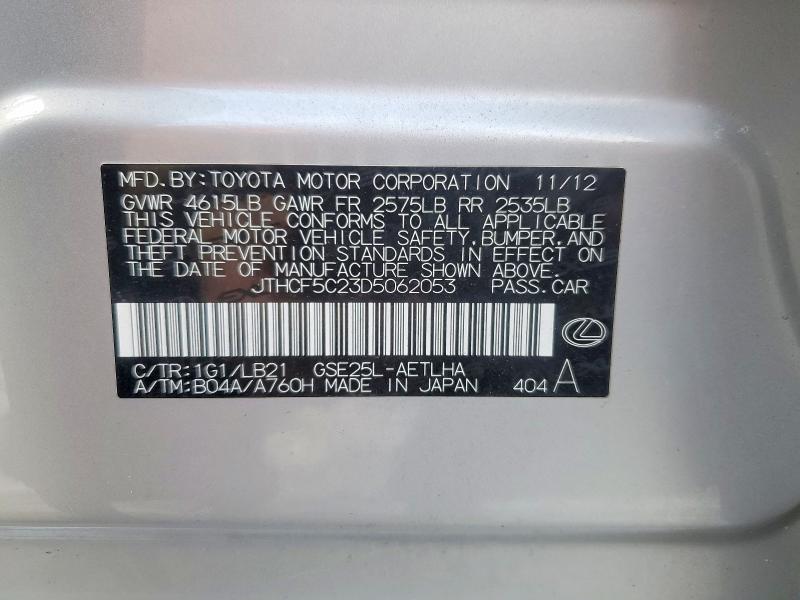 MFD.BY:TOYOTA MOTOR CORPORATION 11/12
GVWR 4615LB GAWR FR 2575LB RR 2535LB
THIS VEHICLE CONFORMS TO ALL APPLICABLE
FEDERAL MOTOR VEHICLE SAFETY,BUMPER,AND
THEFT PREVENTION STANDARDS IN EFFECT ON
THE DATE OF MANUFACTURE SHOWN ABOVE.
JTHCF5C23D5062053 PASS.CAR
C/TR:1G1/LB21 GSE25L-AETLHA
A/TM:B04A/A760H MADE IN JAPAN 404 A